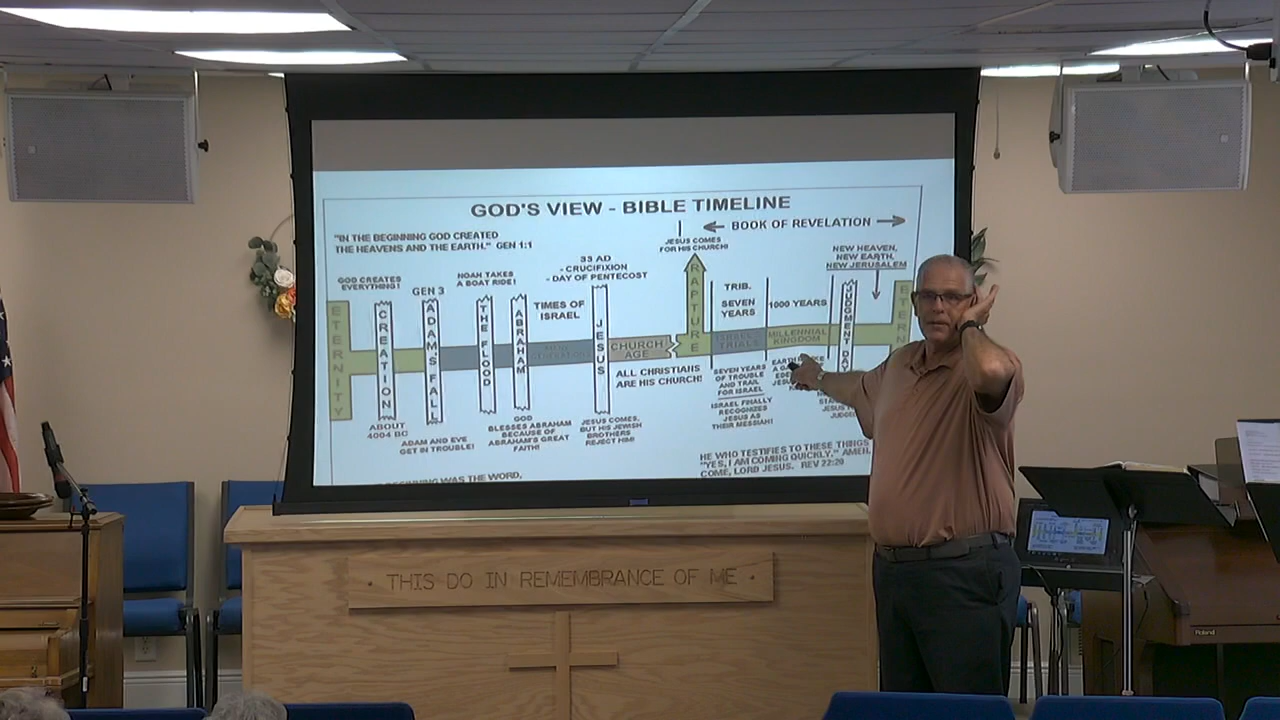 GOD'S VIEW - BIBLE TIMELINE
"IN THE BEGINNING GOD CREATED
THE HEAVENS AND THE EARTH." GEN 1:1
BOOK OF REVELATION
JESUS COMES
FOR HIS CHURCH!
33 AD
- CRUCIFIXION
- DAY OF PENTECOST
NEW HEAVEN,
NEW EARTH,
NEW JERUSALEM
GOD CREATES
EVERYTHING!
GEN 3
NOAH TAKES
A BOAT RIDE!
TIMES OF
ISRAEL
TRIB.
SEVEN
YEARS
1000 YEARS
ETERNITY
CREATION
ADAM'S FALL
THE FLOOD
ABRAHAM
JESUS
CHURCH
AGE
RAPTURE
ISRAEL
TRIALS
MILLENNIAL
KINGDOM
JUDGMENT DAY
ETERN
ALL CHRISTIANS
ARE HIS CHURCH!
ABOUT
4004 BC
ADAM AND EVE
GET IN TROUBLE!
GOD
BLESSES ABRAHAM
BECAUSE OF
ABRAHAM'S GREAT
FAITH!
JESUS COMES,
BUT HIS JEWISH
BROTHERS
REJECT HIM!
SEVEN YEARS
OF TROUBLE
AND TRAIL
FOR ISRAEL
ISRAEL FINALLY
RECOGNIZES
JESUS AS
THEIR MESSIAH!
HE WHO TESTIFIES TO THESE THINGS
"YES, I AM COMING QUICKLY." AMEN,
COME, LORD JESUS. REV 22:20
WAS THE WORD,
THIS DO IN REMEMBRANCE OF ME
Roland